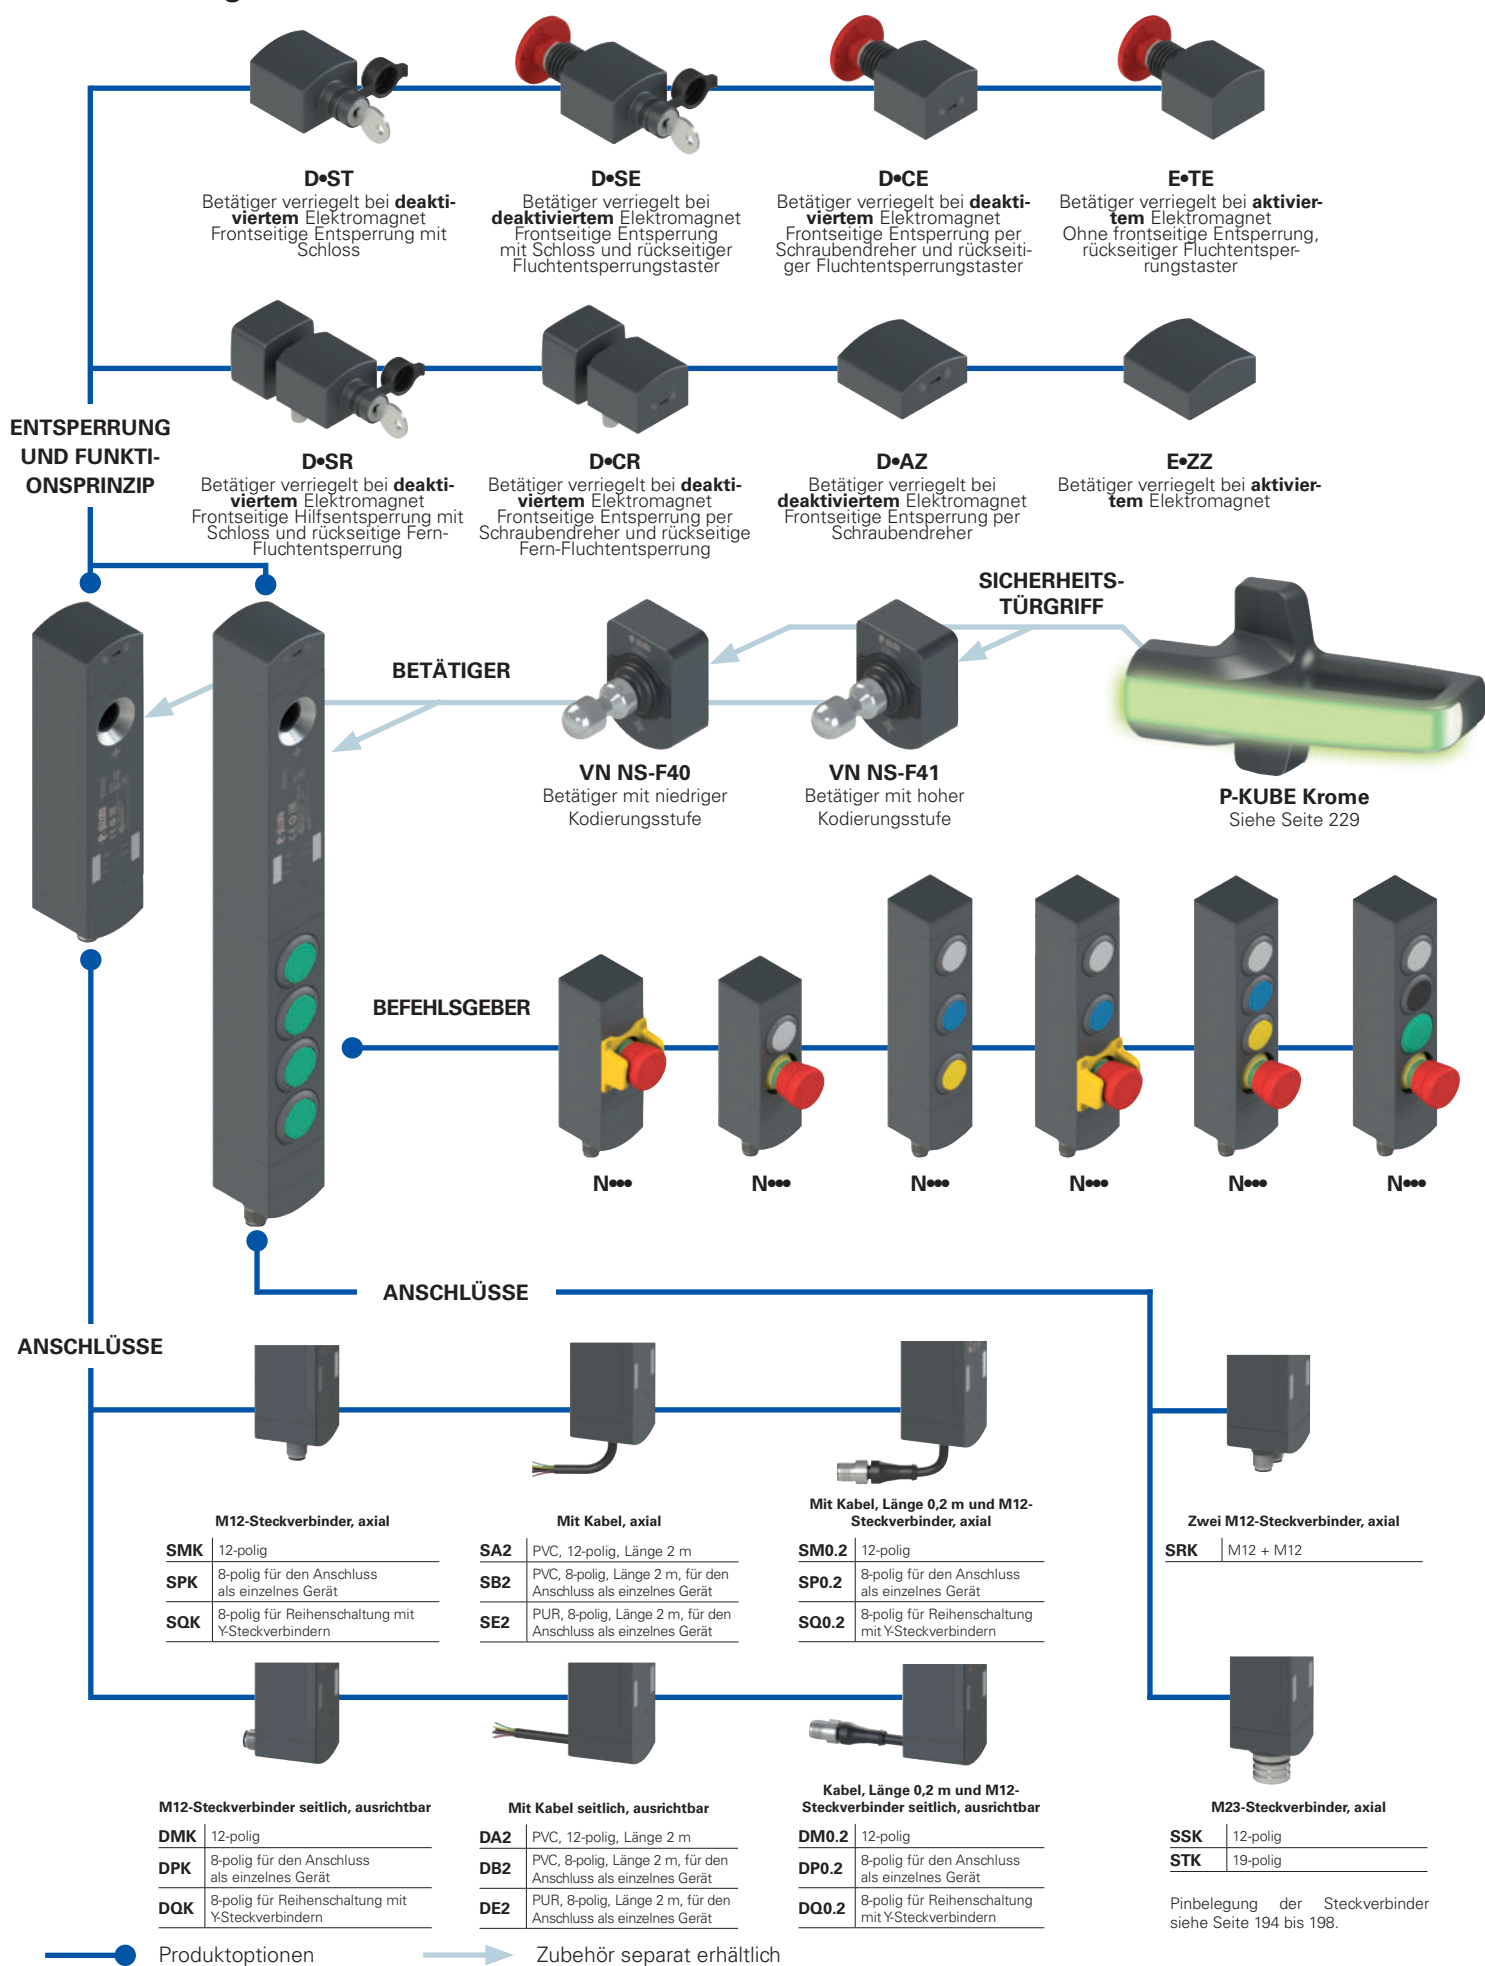 D•ST
Betätiger verriegelt bei deakti-
viertem Elektromagnet
Frontseitige Entsperrung mit
Schloss
D•SE
Betätiger verriegelt bei
deaktiviertem Elektromagnet
Frontseitige Entsperrung
mit Schloss und rückseitiger
Fluchtentsperrungstaster
D•CE
Betätiger verriegelt bei deakti-
viertem Elektromagnet
Frontseitige Entsperrung per
Schraubendreher und rückseiti-
ger Fluchtentsperrungstaster
E•TE
Betätiger verriegelt bei aktivier-
tem Elektromagnet
Ohne frontseitige Entsperrung,
rückseitiger Fluchtentsper-
rungstaster
ENTSPERRUNG
UND FUNKTI-
ONSPRINZIP
D•SR
Betätiger verriegelt bei deakti-
viertem Elektromagnet
Frontseitige Hilfsentsperrung mit
Schloss und rückseitige Fern-
Fluchtentsperrung
D•CR
Betätiger verriegelt bei deakti-
viertem Elektromagnet
Frontseitige Entsperrung per
Schraubendreher und rückseitige
Fern-Fluchtentsperrung
D•AZ
Betätiger verriegelt bei
deaktiviertem Elektromagnet
Frontseitige Entsperrung per
Schraubendreher
E•ZZ
Betätiger verriegelt bei aktivier-
tem Elektromagnet
SICHERHEITS-
TÜRGRIFF
BETÄTIGER
VN NS-F40
Betätiger mit niedriger
Kodierungsstufe
VN NS-F41
Betätiger mit hoher
Kodierungsstufe
P-KUBE Krome
Siehe Seite 229
BEFEHLSGEBER
N•••
N•••
N•••
N•••
N•••
N•••
ANSCHLÜSSE
ANSCHLÜSSE
M12-Steckverbinder, axial
SMK 12-polig
SPK 8-polig für den Anschluss
als einzelnes Gerät
SQK 8-polig für Reihenschaltung mit
Y-Steckverbindern
Mit Kabel, axial
SA2 PVC, 12-polig, Länge 2 m
SB2 PVC, 8-polig, Länge 2 m, für den
Anschluss als einzelnes Gerät
SE2 PUR, 8-polig, Länge 2 m, für den
Anschluss als einzelnes Gerät
Mit Kabel, Länge 0,2 m und M12-
Steckverbinder, axial
SM0.2 12-polig
SP0.2 8-polig für den Anschluss
als einzelnes Gerät
SQ0.2 8-polig für Reihenschaltung
mit Y-Steckverbindern
Zwei M12-Steckverbinder, axial
SRK M12 + M12
M12-Steckverbinder seitlich, ausrichtbar
DMK 12-polig
DPK 8-polig für den Anschluss
als einzelnes Gerät
DQK 8-polig für Reihenschaltung mit
Y-Steckverbindern
Mit Kabel seitlich, ausrichtbar
DA2 PVC, 12-polig, Länge 2 m
DB2 PVC, 8-polig, Länge 2 m, für den
Anschluss als einzelnes Gerät
DE2 PUR, 8-polig, Länge 2 m, für den
Anschluss als einzelnes Gerät
Kabel, Länge 0,2 m und M12-
Steckverbinder seitlich, ausrichtbar
DM0.2 12-polig
DP0.2 8-polig für den Anschluss
als einzelnes Gerät
DQ0.2 8-polig für Reihenschaltung
mit Y-Steckverbindern
M23-Steckverbinder, axial
SSK 12-polig
STK 19-polig
Pinbelegung der Steckverbinder
siehe Seite 194 bis 198.
Produktoptionen
Zubehör separat erhältlich